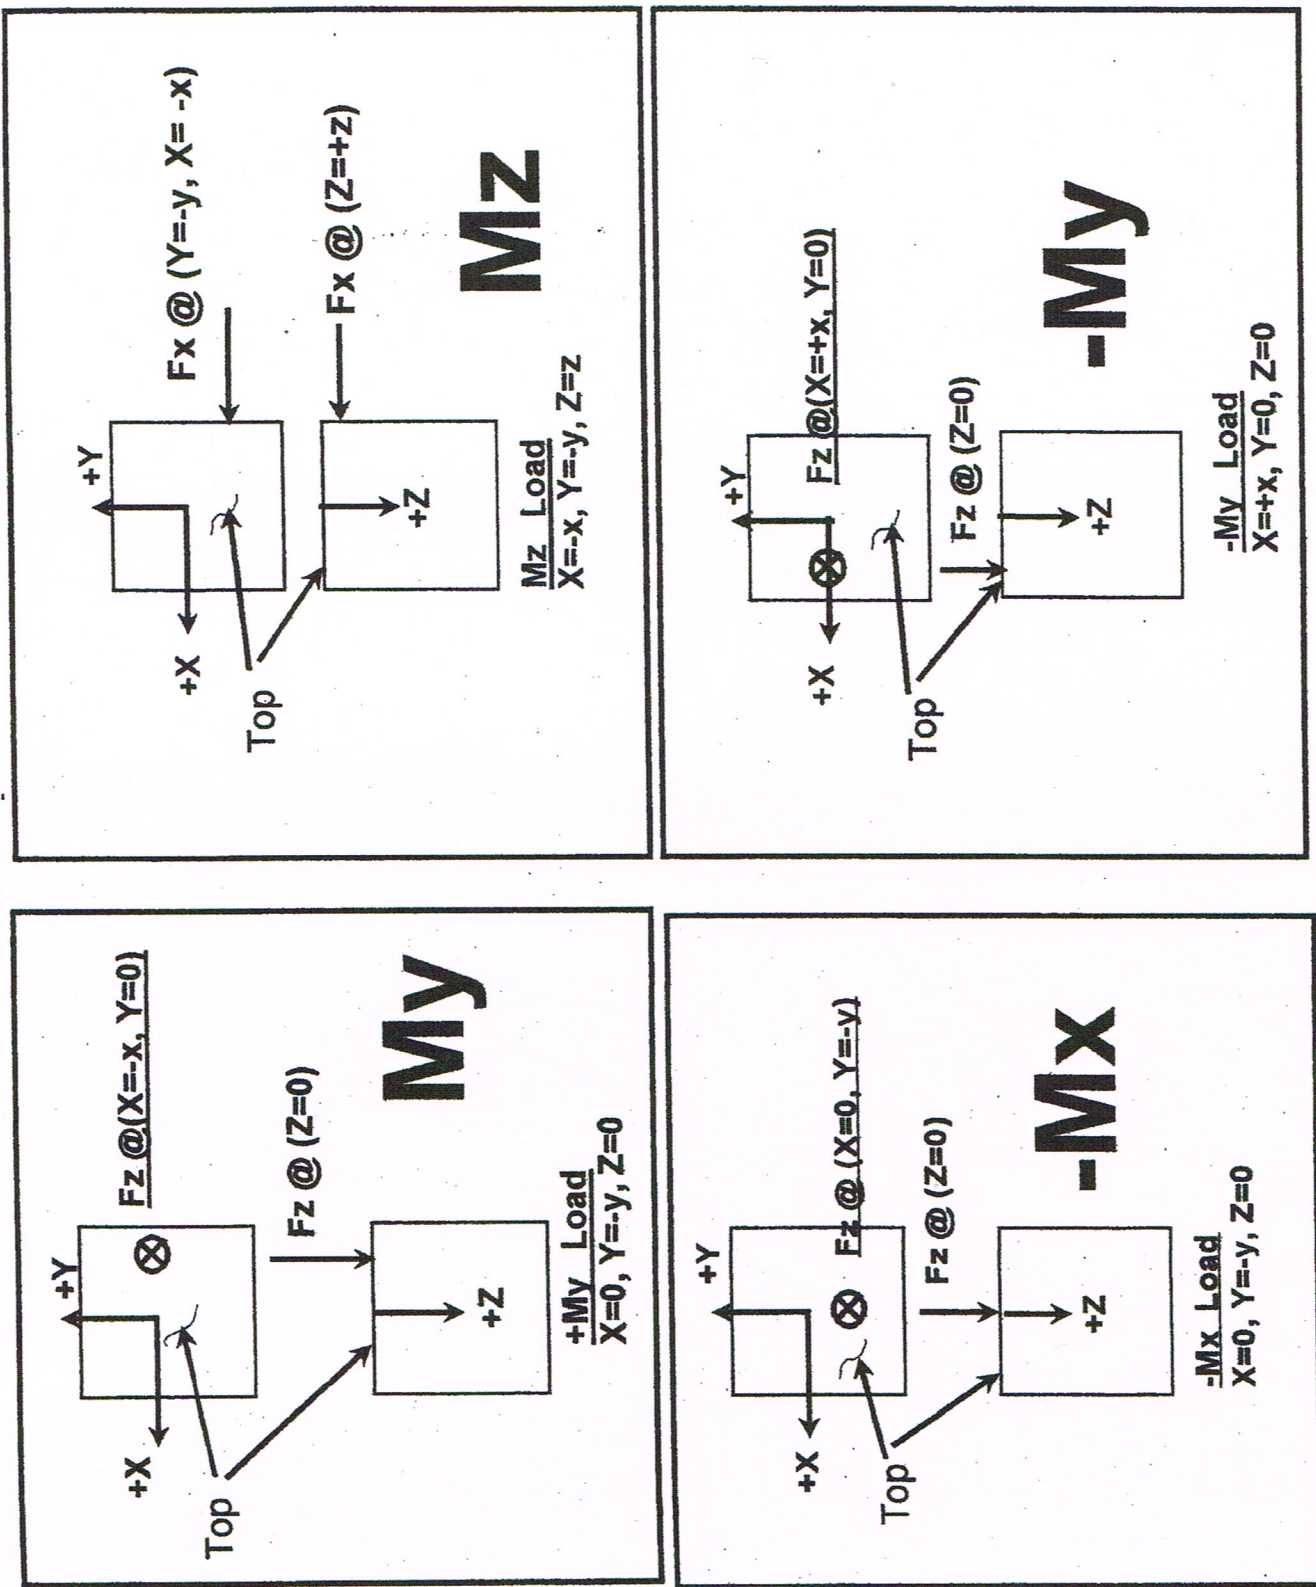 +Y
Fz @(X=-x, Y=0)
+X
Top
Fz @ (Z=0)
+Z
My
+My Load
X=0, Y=-y, Z=0
+Y
Fx @ (Y=-y, X= -x)
+X
Top
Fx @ (Z=+z)
+Z
Mz
Mz Load
X=-x, Y=-y, Z=z
+Y
+X
Fz @ (X=0, Y=-y)
Top
Fz @ (Z=0)
+Z
-Mx
-Mx Load
X=0, Y=-y, Z=0
+Y
+X
Fz @(X=+x, Y=0)
Top
Fz @ (Z=0)
+Z
-My
-My Load
X=+x, Y=0, Z=0